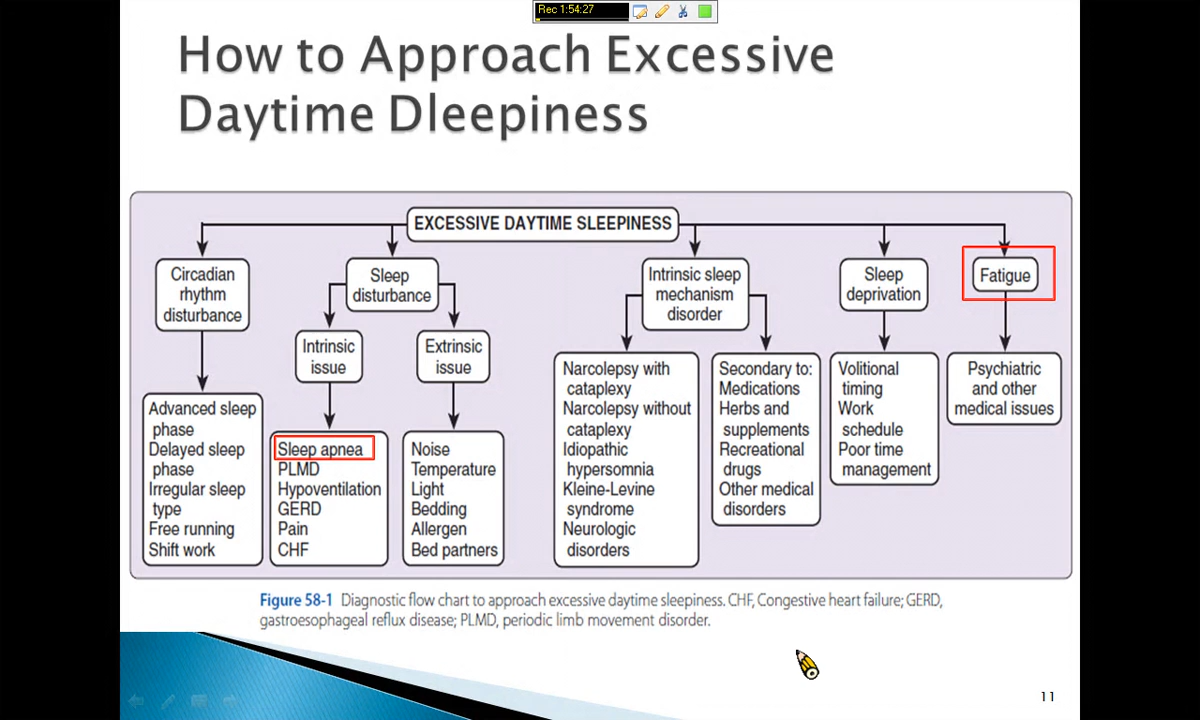 Rec 1:54:27
How to Approach Excessive
Daytime Dleepiness
EXCESSIVE DAYTIME SLEEPINESS
Circadian
rhythm
disturbance
Sleep
disturbance
Intrinsic sleep
mechanism
disorder
Sleep
deprivation
Fatigue
Intrinsic
issue
Extrinsic
issue
Advanced sleep
phase
Delayed sleep
phase
Irregular sleep
type
Free running
Shift work
Sleep apnea
PLMD
Hypoventilation
GERD
Pain
CHF
Noise
Temperature
Light
Bedding
Allergen
Bed partners
Narcolepsy with
cataplexy
Narcolepsy without
cataplexy
Idiopathic
hypersomnia
Kleine-Levine
syndrome
Neurologic
disorders
Secondary to:
Medications
Herbs and
supplements
Recreational
drugs
Other medical
disorders
Volitional
timing
Work
schedule
Poor time
management
Psychiatric
and other
medical issues
Figure 58-1 Diagnostic flow chart to approach excessive daytime sleepiness. CHF, Congestive heart failure; GERD,
gastroesophageal reflux disease; PLMD, periodic limb movement disorder.
11